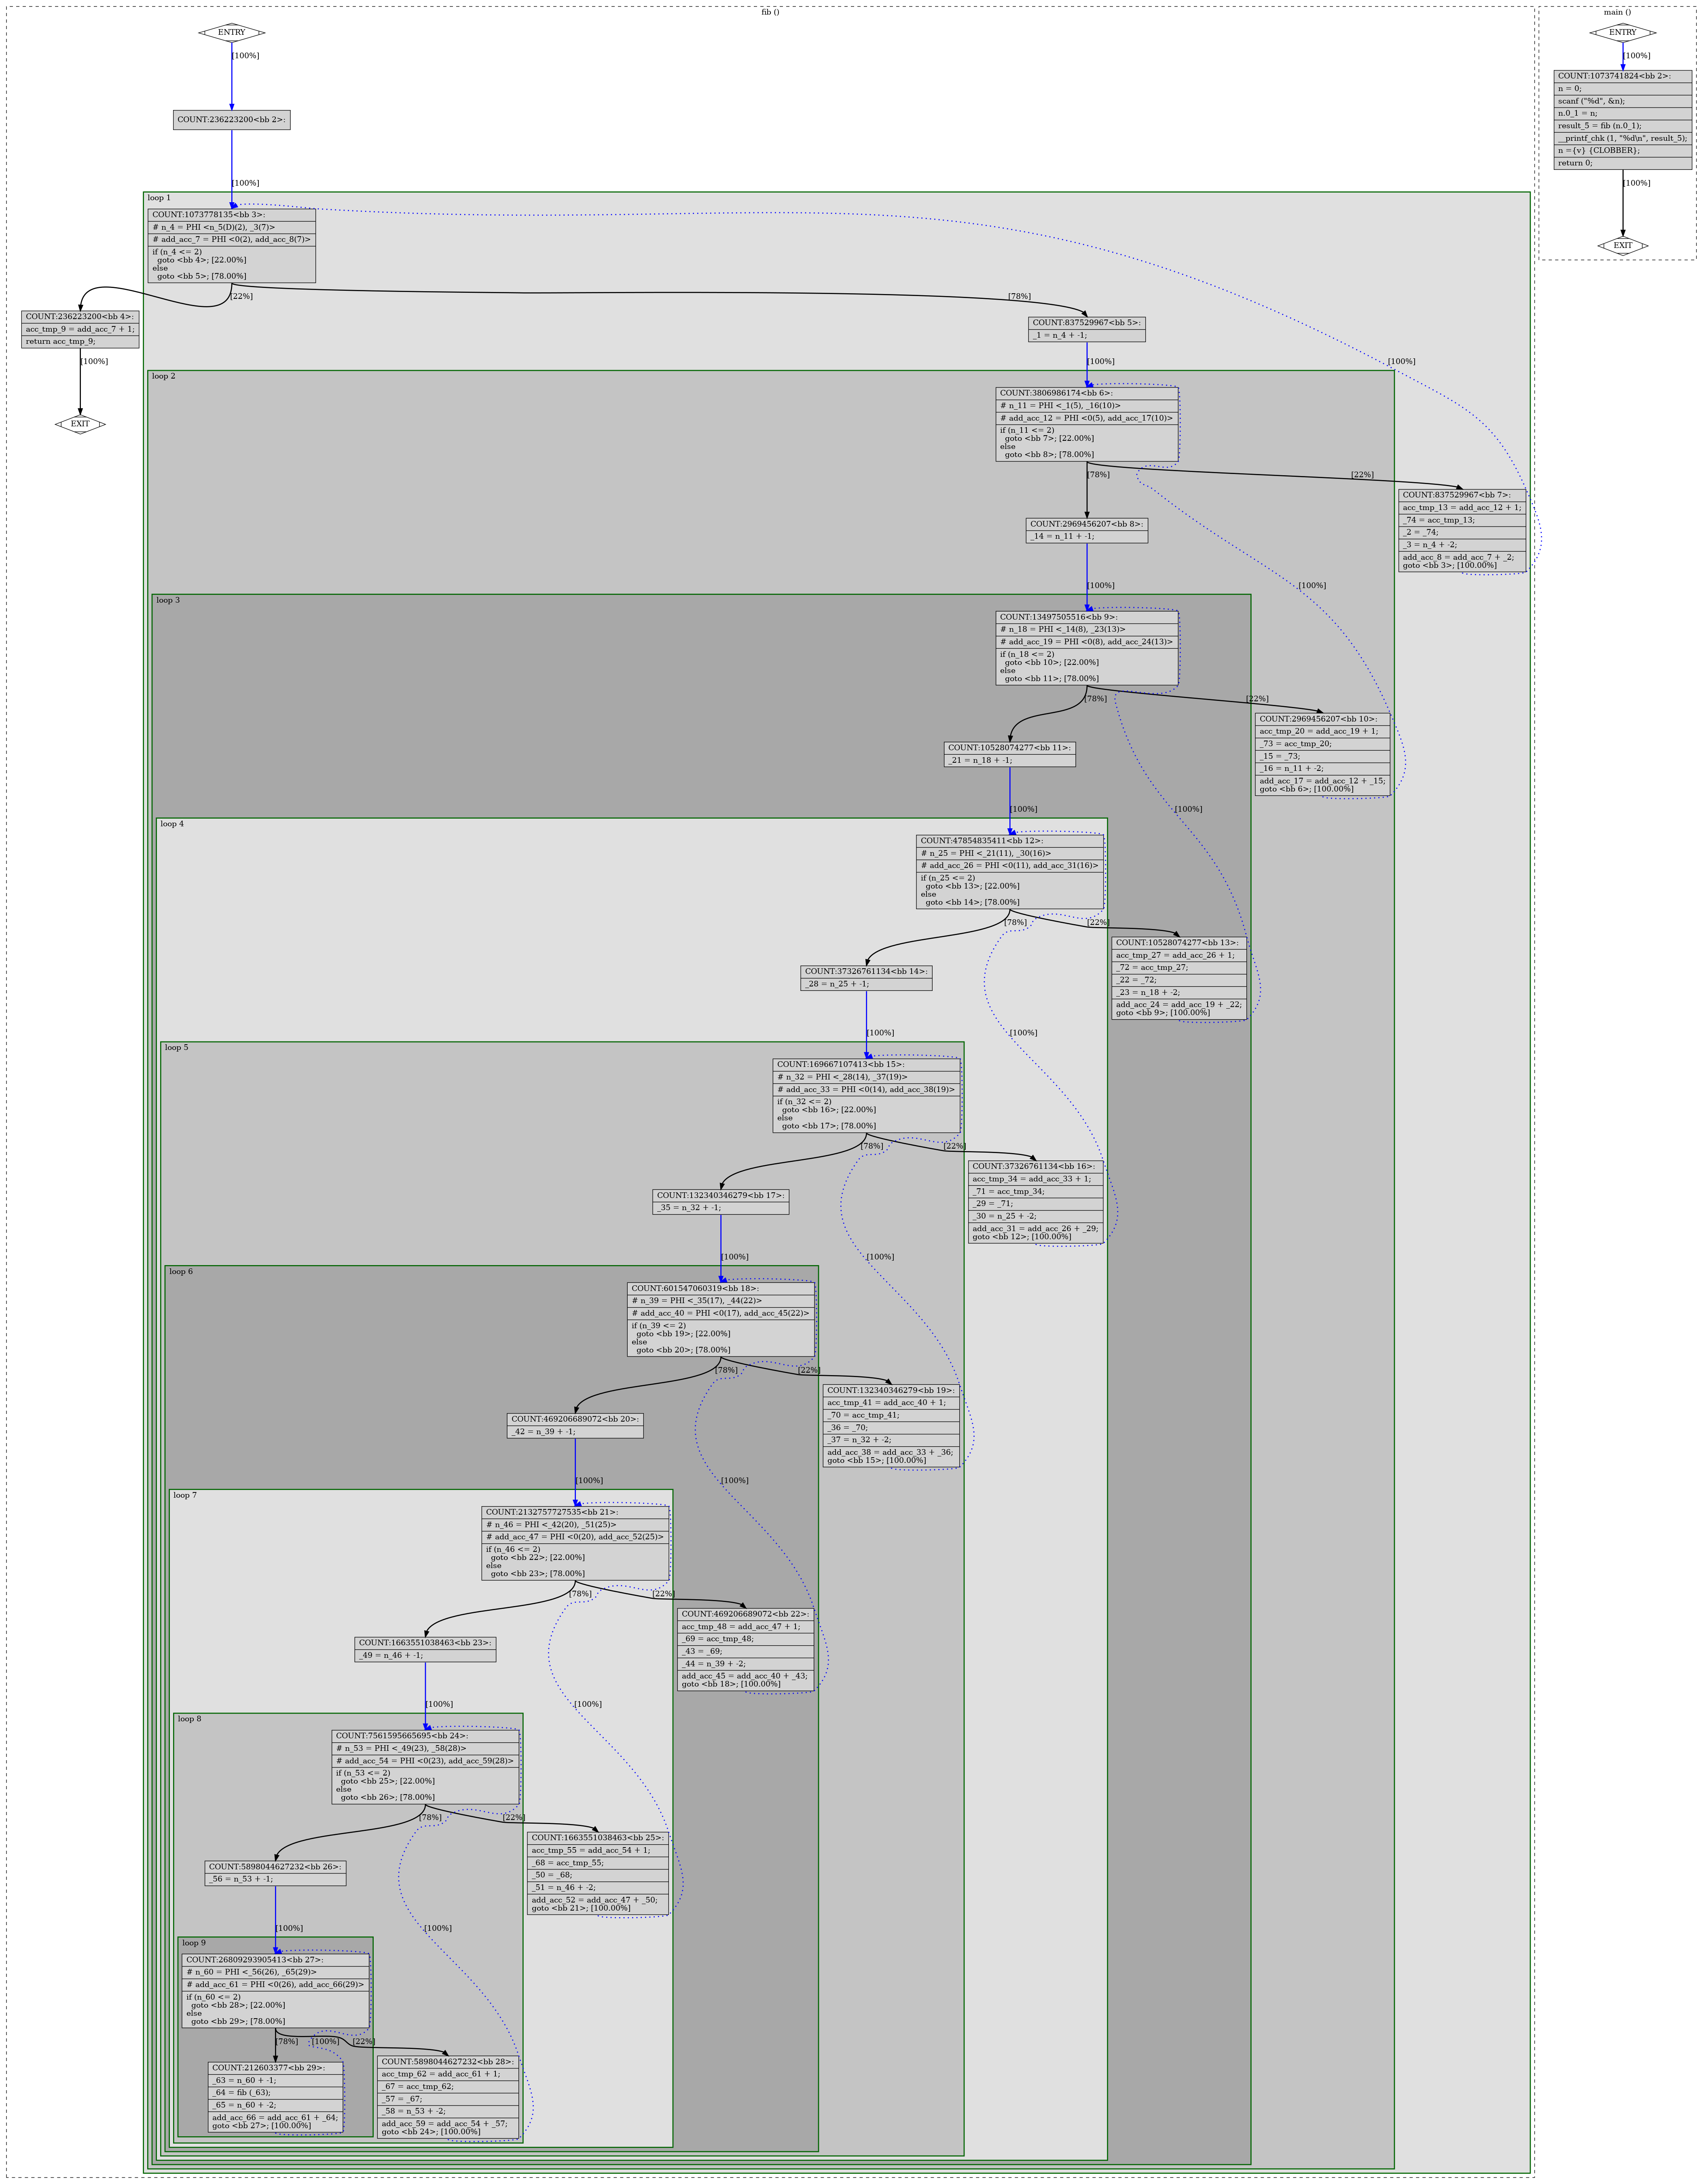 fib ()
ENTRY
[100%]
COUNT:236223200<bb 2>:
[100%]
loop 1
COUNT:1073778135<bb 3>:
# n_4 = PHI <n_5(D)(2), _3(7)>
# add_acc_7 = PHI <0(2), add_acc_8(7)>
if (n_4 <= 2)
goto <bb 4>; [22.00%]
else
goto <bb 5>; [78.00%]
[22%]
[78%]
COUNT:236223200<bb 4>:
acc_tmp_9 = add_acc_7 + 1;
return acc_tmp_9;
[100%]
EXIT
COUNT:837529967<bb 5>:
_1 = n_4 + -1;
[100%]
[100%]
loop 2
COUNT:3806986174<bb 6>:
# n_11 = PHI <_1(5), _16(10)>
# add_acc_12 = PHI <0(5), add_acc_17(10)>
if (n_11 <= 2)
goto <bb 7>; [22.00%]
else
goto <bb 8>; [78.00%]
[78%]
[22%]
COUNT:837529967<bb 7>:
acc_tmp_13 = add_acc_12 + 1;
_74 = acc_tmp_13;
_2 = _74;
_3 = n_4 + -2;
add_acc_8 = add_acc_7 + _2;
goto <bb 3>; [100.00%]
COUNT:2969456207<bb 8>:
_14 = n_11 + -1;
[100%]
[100%]
loop 3
COUNT:13497505516<bb 9>:
# n_18 = PHI <_14(8), _23(13)>
# add_acc_19 = PHI <0(8), add_acc_24(13)>
if (n_18 <= 2)
goto <bb 10>; [22.00%]
else
goto <bb 11>; [78.00%]
[78%]
[22%]
COUNT:2969456207<bb 10>:
acc_tmp_20 = add_acc_19 + 1;
_73 = acc_tmp_20;
_15 = _73;
_16 = n_11 + -2;
add_acc_17 = add_acc_12 + _15;
goto <bb 6>; [100.00%]
COUNT:10528074277<bb 11>:
_21 = n_18 + -1;
[100%]
[100%]
loop 4
COUNT:47854835411<bb 12>:
# n_25 = PHI <_21(11), _30(16)>
# add_acc_26 = PHI <0(11), add_acc_31(16)>
if (n_25 <= 2)
goto <bb 13>; [22.00%]
else
goto <bb 14>; [78.00%]
[78%]
[22%]
COUNT:10528074277<bb 13>:
acc_tmp_27 = add_acc_26 + 1;
_72 = acc_tmp_27;
_22 = _72;
_23 = n_18 + -2;
add_acc_24 = add_acc_19 + _22;
goto <bb 9>; [100.00%]
COUNT:37326761134<bb 14>:
_28 = n_25 + -1;
[100%]
[100%]
loop 5
COUNT:169667107413<bb 15>:
# n_32 = PHI <_28(14), _37(19)>
# add_acc_33 = PHI <0(14), add_acc_38(19)>
if (n_32 <= 2)
goto <bb 16>; [22.00%]
else
goto <bb 17>; [78.00%]
[78%]
[22%]
COUNT:37326761134<bb 16>:
acc_tmp_34 = add_acc_33 + 1;
_71 = acc_tmp_34;
_29 = _71;
_30 = n_25 + -2;
add_acc_31 = add_acc_26 + _29;
goto <bb 12>; [100.00%]
COUNT:132340346279<bb 17>:
_35 = n_32 + -1;
[100%]
[100%]
loop 6
COUNT:601547060319<bb 18>:
# n_39 = PHI <_35(17), _44(22)>
# add_acc_40 = PHI <0(17), add_acc_45(22)>
if (n_39 <= 2)
goto <bb 19>; [22.00%]
else
goto <bb 20>; [78.00%]
[78%]
[22%]
COUNT:132340346279<bb 19>:
acc_tmp_41 = add_acc_40 + 1;
_70 = acc_tmp_41;
_36 = _70;
_37 = n_32 + -2;
add_acc_38 = add_acc_33 + _36;
goto <bb 15>; [100.00%]
COUNT:469206689072<bb 20>:
_42 = n_39 + -1;
[100%]
[100%]
loop 7
COUNT:2132757727535<bb 21>:
# n_46 = PHI <_42(20), _51(25)>
# add_acc_47 = PHI <0(20), add_acc_52(25)>
if (n_46 <= 2)
goto <bb 22>; [22.00%]
else
goto <bb 23>; [78.00%]
[78%]
[22%]
COUNT:469206689072<bb 22>:
acc_tmp_48 = add_acc_47 + 1;
_69 = acc_tmp_48;
_43 = _69;
_44 = n_39 + -2;
add_acc_45 = add_acc_40 + _43;
goto <bb 18>; [100.00%]
COUNT:1663551038463<bb 23>:
_49 = n_46 + -1;
[100%]
[100%]
loop 8
COUNT:7561595665695<bb 24>:
# n_53 = PHI <_49(23), _58(28)>
# add_acc_54 = PHI <0(23), add_acc_59(28)>
if (n_53 <= 2)
goto <bb 25>; [22.00%]
else
goto <bb 26>; [78.00%]
[78%]
[22%]
COUNT:1663551038463<bb 25>:
acc_tmp_55 = add_acc_54 + 1;
_68 = acc_tmp_55;
_50 = _68;
_51 = n_46 + -2;
add_acc_52 = add_acc_47 + _50;
goto <bb 21>; [100.00%]
COUNT:5898044627232<bb 26>:
_56 = n_53 + -1;
[100%]
[100%]
loop 9
COUNT:26809293905413<bb 27>:
# n_60 = PHI <_56(26), _65(29)>
# add_acc_61 = PHI <0(26), add_acc_66(29)>
if (n_60 <= 2)
goto <bb 28>; [22.00%]
else
goto <bb 29>; [78.00%]
[78%]
[100%]
[22%]
COUNT:5898044627232<bb 28>:
acc_tmp_62 = add_acc_61 + 1;
_67 = acc_tmp_62;
_57 = _67;
_58 = n_53 + -2;
add_acc_59 = add_acc_54 + _57;
goto <bb 24>; [100.00%]
COUNT:212603377<bb 29>:
_63 = n_60 + -1;
_64 = fib (_63);
_65 = n_60 + -2;
add_acc_66 = add_acc_61 + _64;
goto <bb 27>; [100.00%]
main ()
ENTRY
[100%]
COUNT:1073741824<bb 2>:
n = 0;
scanf ("%d", &n);
n.0_1 = n;
result_5 = fib (n.0_1);
__printf_chk (1, "%d\n", result_5);
n ={v} {CLOBBER};
return 0;
[100%]
EXIT